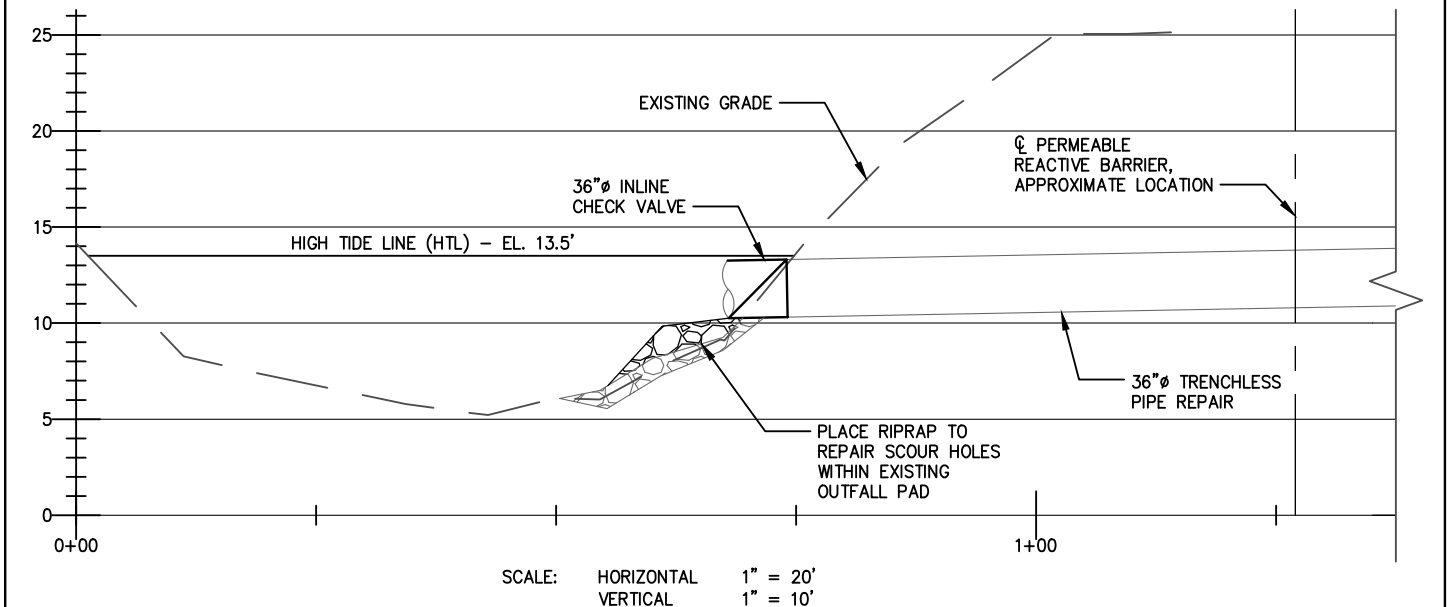 25
EXISTING GRADE
20
℄ PERMEABLE
REACTIVE BARRIER,
APPROXIMATE LOCATION
36"ø INLINE
CHECK VALVE
15
HIGH TIDE LINE (HTL) – EL. 13.5'
10
36"ø TRENCHLESS
PIPE REPAIR
5
PLACE RIPRAP TO
REPAIR SCOUR HOLES
WITHIN EXISTING
OUTFALL PAD
0
0+00
1+00
SCALE: HORIZONTAL 1" = 20'
VERTICAL 1" = 10'